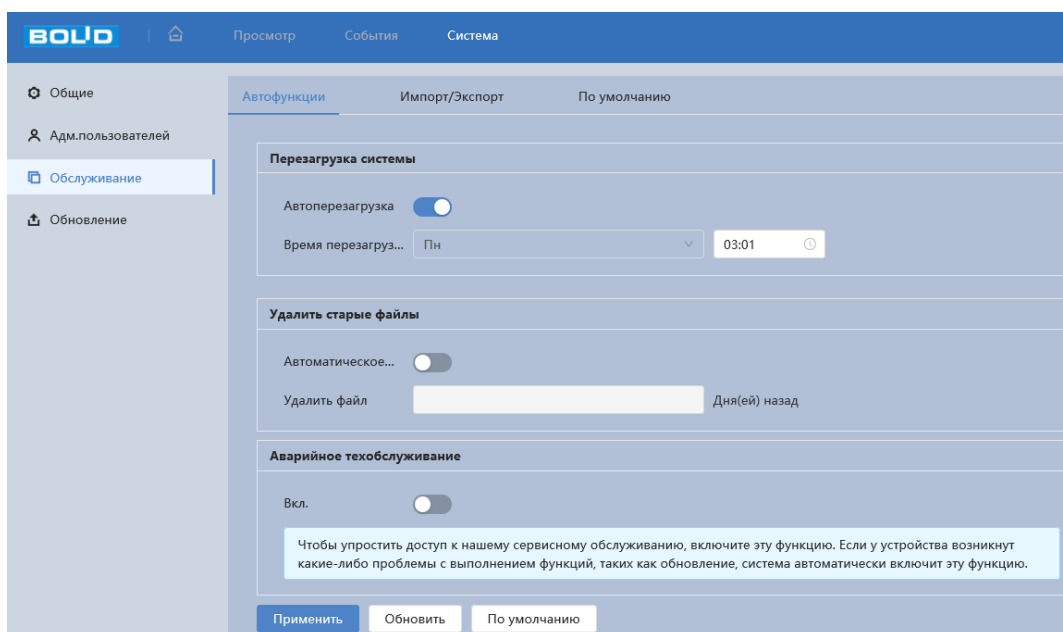 BOLID
Просмотр События Система
Общие
Адм.пользователей
Обслуживание
Обновление
Автофункции Импорт/Экспорт По умолчанию
Перезагрузка системы
Автоперезагрузка
Время перезагруз... Пн 03:01
Удалить старые файлы
Автоматическое...
Удалить файл Дня(ей) назад
Аварийное техобслуживание
Вкл.
Чтобы упростить доступ к нашему сервисному обслуживанию, включите эту функцию. Если у устройства возникнут
какие-либо проблемы с выполнением функций, таких как обновление, система автоматически включит эту функцию.
Применить Обновить По умолчанию